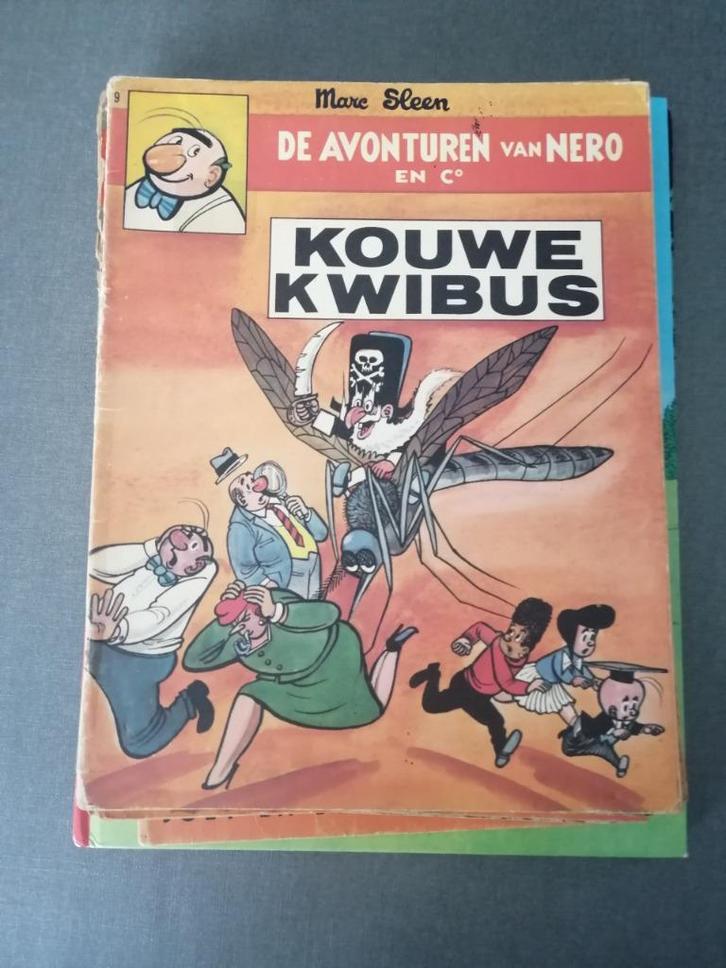 9
Marc Sleen
DE AVONTUREN VAN NERO
EN Cº
KOUWE
KWIBUS